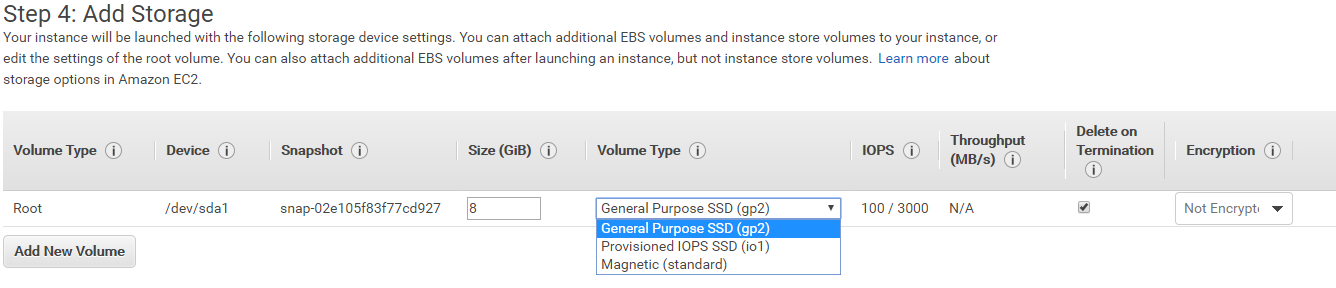 Step 4: Add Storage
Your instance will be launched with the following storage device settings. You can attach additional EBS volumes and instance store volumes to your instance, or
edit the settings of the root volume. You can also attach additional EBS volumes after launching an instance, but not instance store volumes. Learn more about
storage options in Amazon EC2.
Volume Type i Device i Snapshot i Size (GiB) i Volume Type i IOPS i Throughput (MB/s) i Delete on Termination i Encryption i
Root /dev/sda1 snap-02e105f83f77cd927 8 General Purpose SSD (gp2) 100 / 3000 N/A Not Encrypte
General Purpose SSD (gp2)
Provisioned IOPS SSD (io1)
Magnetic (standard)
Add New Volume